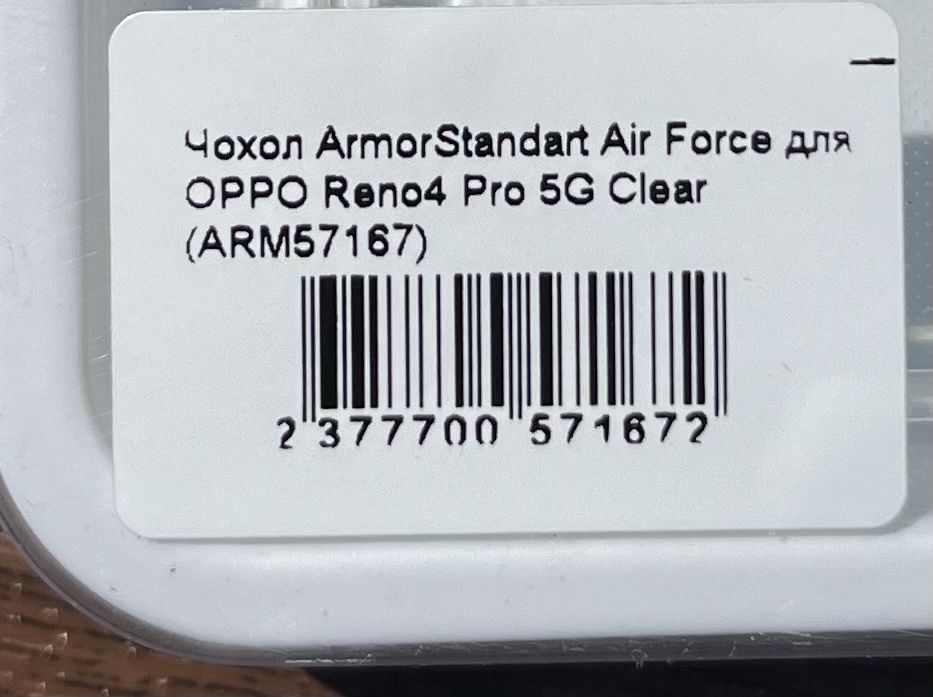 Чохол ArmorStandart Air Force для
OPPO Reno4 Pro 5G Clear
(ARM57167)
2 377700 571672